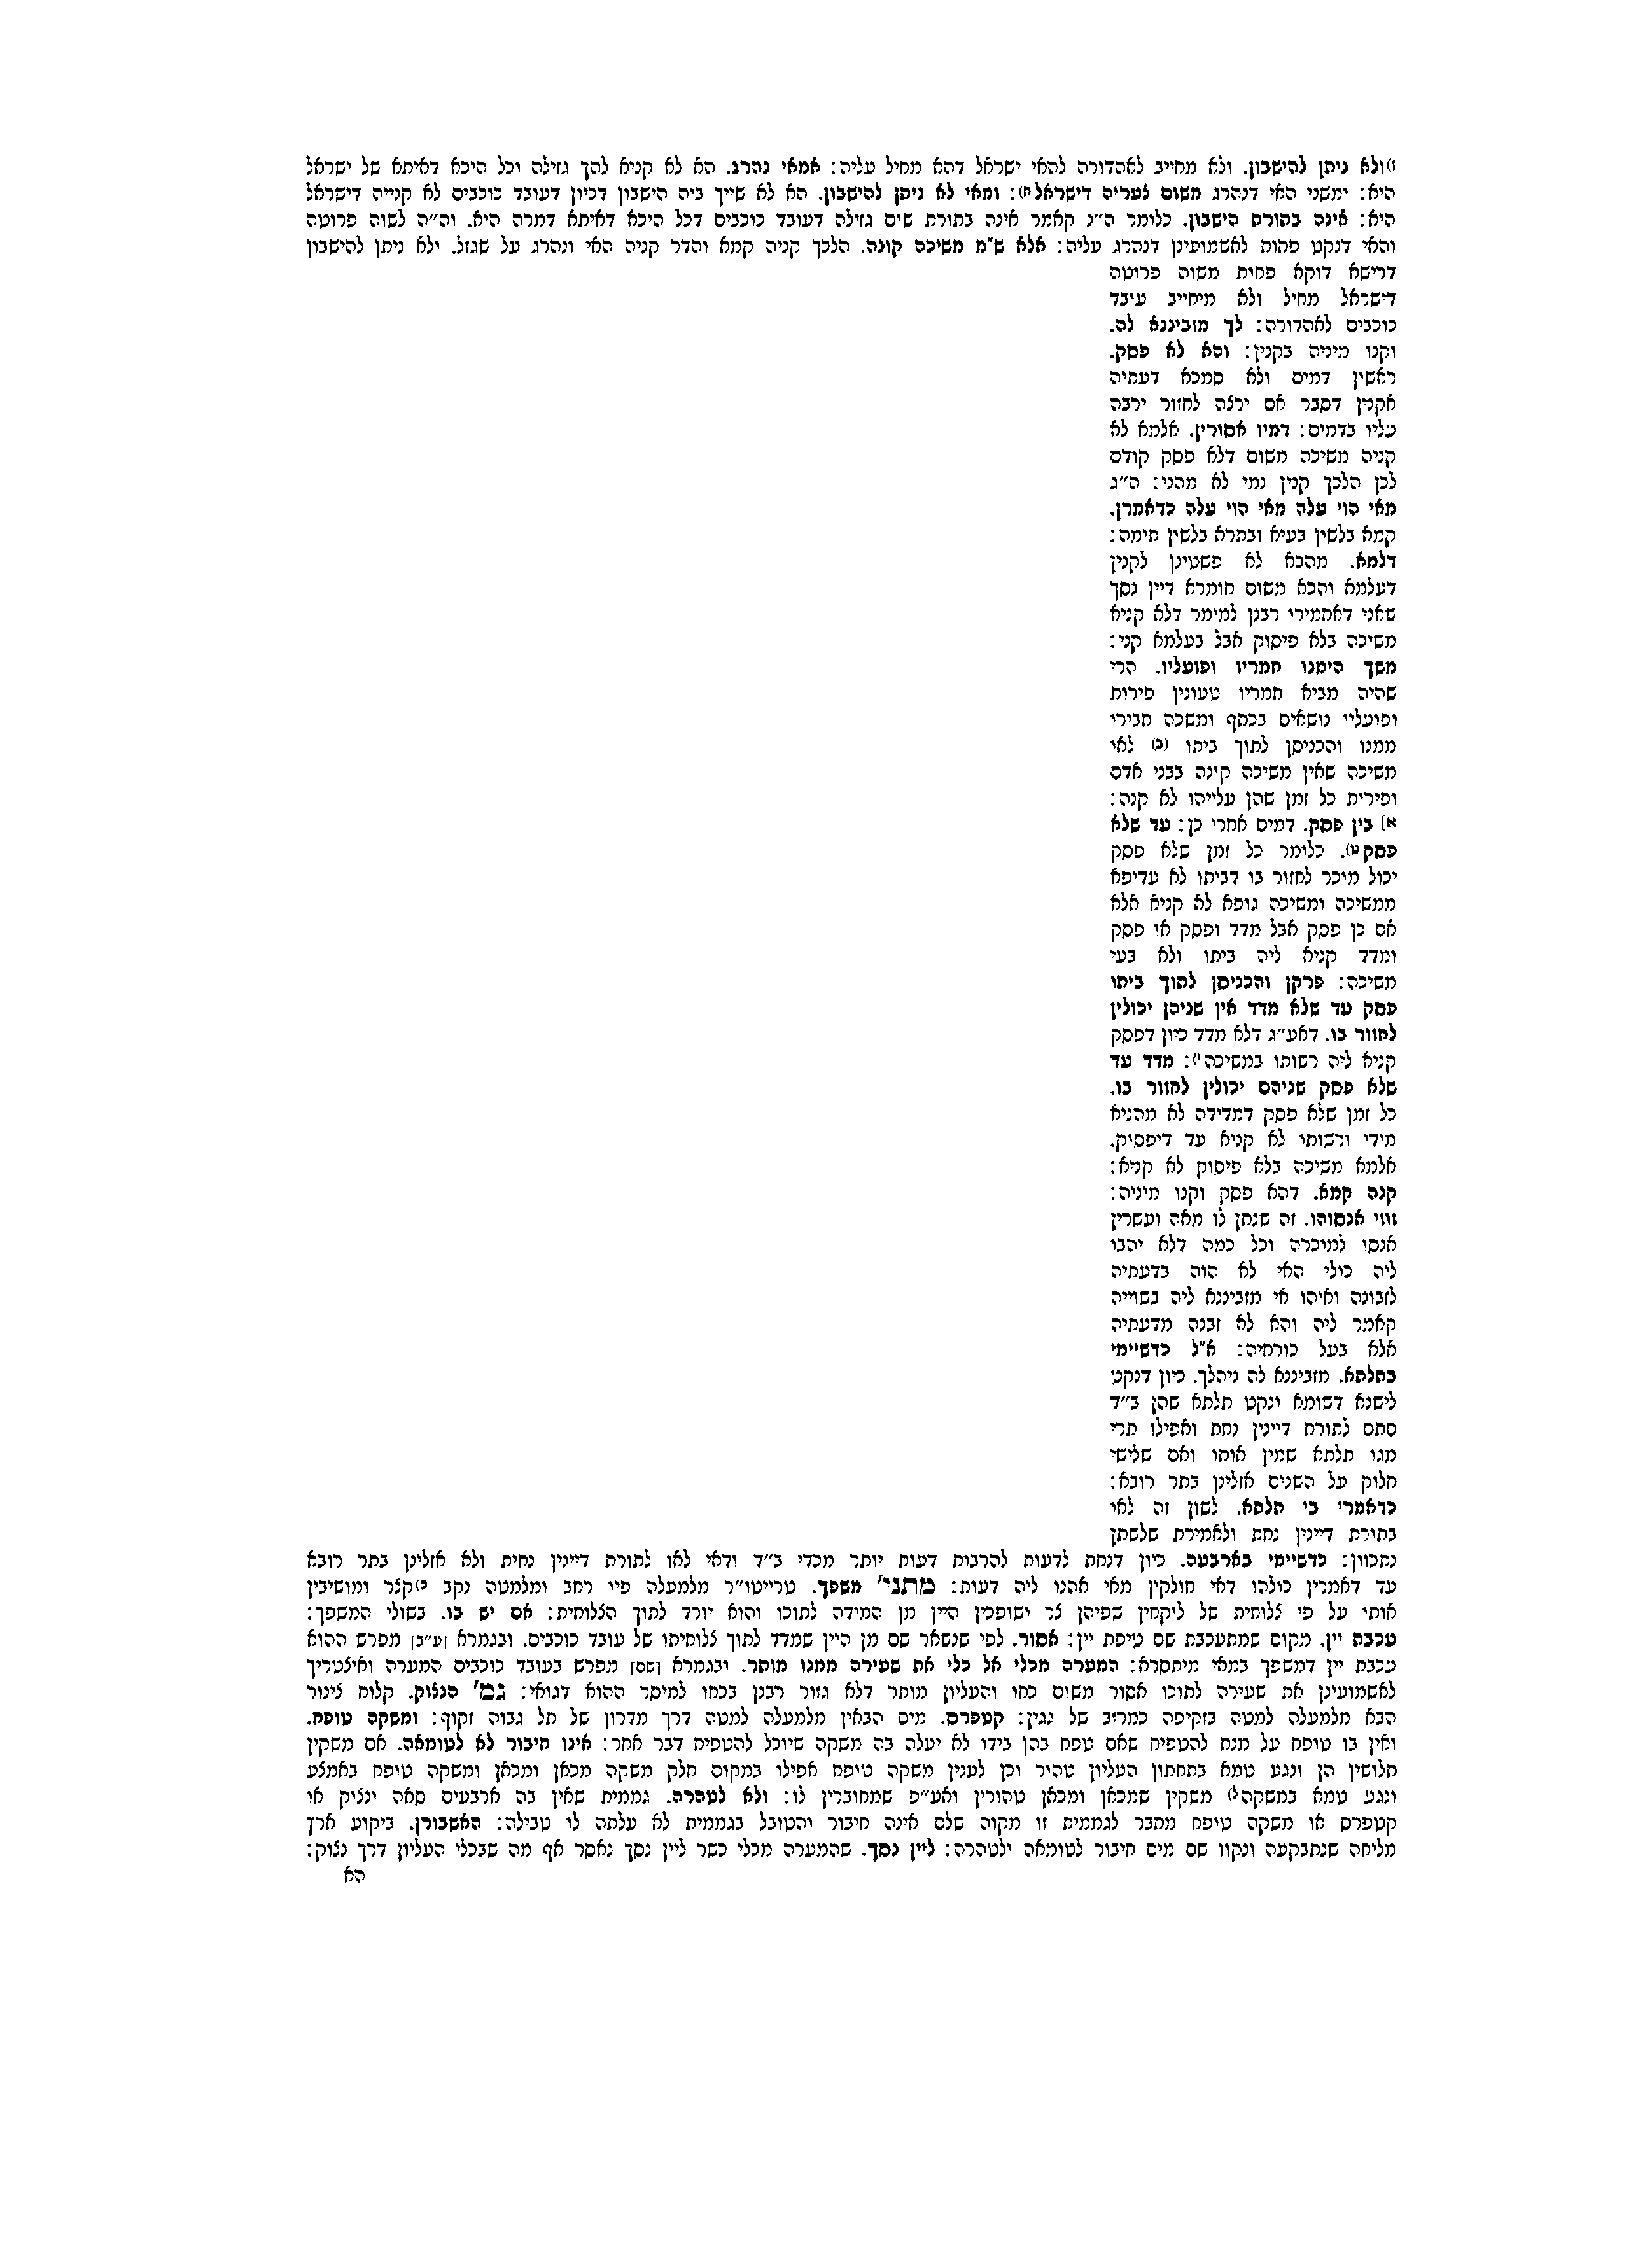 ז) ולא ניתן להישבון. ולא מחייב לאהדורה להאי ישראל דהא מחיל עליה: אמאי נהרג. הא לא קניא להך גזילה וכל היכא דאיתא של ישראל
היא: ומשני האי דנהרג משום צעריה דישראל ח): ומאי לא ניתן להישבון. הא לא שייך ביה הישבון דכיון דעובד כוכבים לא קנייה דישראל
היא: אינה בתורת הישבון. כלומר ה״נ קאמר אינה בתורת שום גזילה דעובד כוכבים דכל היכא דאיתא דמרה היא. וה״ה לשוה פרוטה
והאי דנקט פחות לאשמועינן דנהרג עליה: אלא ש״מ משיכה קונה. הלכך קניה קמא והדר קניה האי ונהרג על שגזל. ולא ניתן להישבון
דרישא דוקא פחות משוה פרוטה
דישראל מחיל ולא מיחייב עובד
כוכבים לאהדורה: לך מזביננא לה.
וקנו מיניה בקנין: והא לא פסק.
ראשון דמים ולא סמכא דעתיה
אקנין דסבר אם ירצה לחזור ירבה
עליו בדמים: דמיו אסורין. אלמא לא
קניה משיכה משום דלא פסק קודם
לכן הלכך קנין נמי לא מהני: ה״ג
מאי הוי עלה מאי הוי עלה כדאמרן.
קמא בלשון בעיא ובתרא בלשון תימה:
דלמא. מהכא לא פשטינן לקנין
דעלמא והכא משום חומרא דיין נסך
שאני דאחמירו רבנן למימר דלא קניא
משיכה בלא פיסוק אבל בעלמא קני:
משך הימנו חמריו ופועליו. הרי
שהיה מביא חמריו טעונין פירות
ופועליו נושאים בכתף ומשכה חבירו
ממנו והכניסן לתוך ביתו (כ) לאו
משיכה שאין משיכה קונה בבני אדם
ופירות כל זמן שהן עלייהו לא קנה:
א] בין פסק. דמים אחרי כן: עד שלא
פסק ט). כלומר כל זמן שלא פסק
יכול מוכר לחזור בו דביתו לא עדיפא
ממשיכה ומשיכה גופא לא קניא אלא
אם כן פסק אבל מדד ופסק או פסק
ומדד קניא ליה ביתו ולא בעי
משיכה: פרקן והכניסן לתוך ביתו
פסק עד שלא מדד אין שניהן יכולין
לחזור בו. דאע״ג דלא מדד כיון דפסק
קניא ליה רשותו במשיכה י): מדד עד
שלא פסק שניהם יכולין לחזור בו.
כל זמן שלא פסק דמדידה לא מהניא
מידי ורשותו לא קניא עד דיפסוק.
אלמא משיכה בלא פיסוק לא קניא:
קנה קמא. דהא פסק וקנו מיניה:
זוזי אנסוהו. זה שנתן לו מאה ועשרין
אנסו למוכרה וכל כמה דלא יהבו
ליה כולי האי לא הוה בדעתיה
לזבונה ואיהו אי מזביננא ליה בשוייה
קאמר ליה והא לא זבנה מדעתיה
אלא בעל כורחיה: א״ל כדשיימי
בתלתא. מזביננא לה ניהלך. כיון דנקט
לישנא דשומא ונקט תלתא שהן ב״ד
סתם לתורת דיינין נחת ואפילו תרי
מגו תלתא שמין אותו ואם שלישי
חלוק על השנים אזלינן בתר רובא:
כדאמרי בי תלתא. לשון זה לאו
בתורת דיינין נחת ולאמירת שלשתן
נתכוון: כדשיימי בארבעה. כיון דנחת לדעות להרבות דעות יותר מכדי ב״ד ודאי לאו לתורת דיינין נחית ולא אזלינן בתר רובא
עד דאמרין כולהו דאי חולקין מאי אהנו ליה דעות: מתני׳ משפך. טרייטו״ר מלמעלה פיו רחב ומלמטה נקב כ) קצר ומושיבין
אותו על פי צלוחית של לוקחין שפיהן צר ושופכין היין מן המידה לתוכו והוא יורד לתוך הצלוחית: אם יש בו. בשולי המשפך:
עכבת יין. מקום שמתעכבת שם טיפת יין: אסור. לפי שנשאר שם מן היין שמדד לתוך צלוחיתו של עובד כוכבים. ובגמרא [ע״ב] מפרש ההוא
עכבת יין דמשפך במאי מיתסרא: המערה מכלי אל כלי את שעירה ממנו מותר. ובגמרא [שם] מפרש בעובד כוכבים המערה ואיצטריך
לאשמועינן את שעירה לתוכו אסור משום כחו והעליון מותר דלא גזור רבנן בכחו למיסר ההוא דגואי: גמ׳ הנצוק. קלוח צינור
הבא מלמעלה למטה בזקיפה כמרזב של גגין: קטפרס. מים הבאין מלמעלה למטה דרך מדרון של תל גבוה זקוף: ומשקה טופח.
ואין בו טופח על מנת להטפיח שאם טפח בהן בידו לא יעלה בה משקה שיוכל להטפיח דבר אחר: אינו חיבור לא לטומאה. אם משקין
תלושין הן ונגע טמא בתחתון העליון טהור וכן לענין משקה טופח אפילו במקום חלק משקה מכאן ומכאן ומשקה טופח באמצע
ונגע טמא במשקה ל) משקין שמכאן ומכאן טהורין ואע״פ שמחוברין לו: ולא לטהרה. גממית שאין בה ארבעים סאה ונצוק או
קטפרס או משקה טופח מחבר לגממית זו מקוה שלם אינה חיבור והטובל בגממית לא עלתה לו טבילה: האשבורן. ביקוע ארץ
מליחה שנתבקעה ונקוו שם מים חיבור לטומאה ולטהרה: ליין נסך. שהמערה מכלי כשר ליין נסך נאסר אף מה שבכלי העליון דרך נצוק:
הא